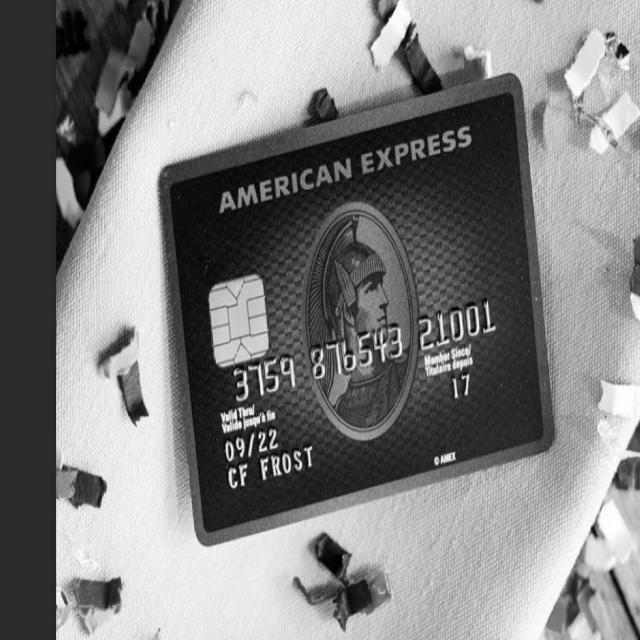 AMERICAN EXPRESS
3759 876543 21001
Member Since/
Titulaire depuis
17
Valid Thru/
Valide jusqu'à fin
09/22
CF FROST
© AMEX